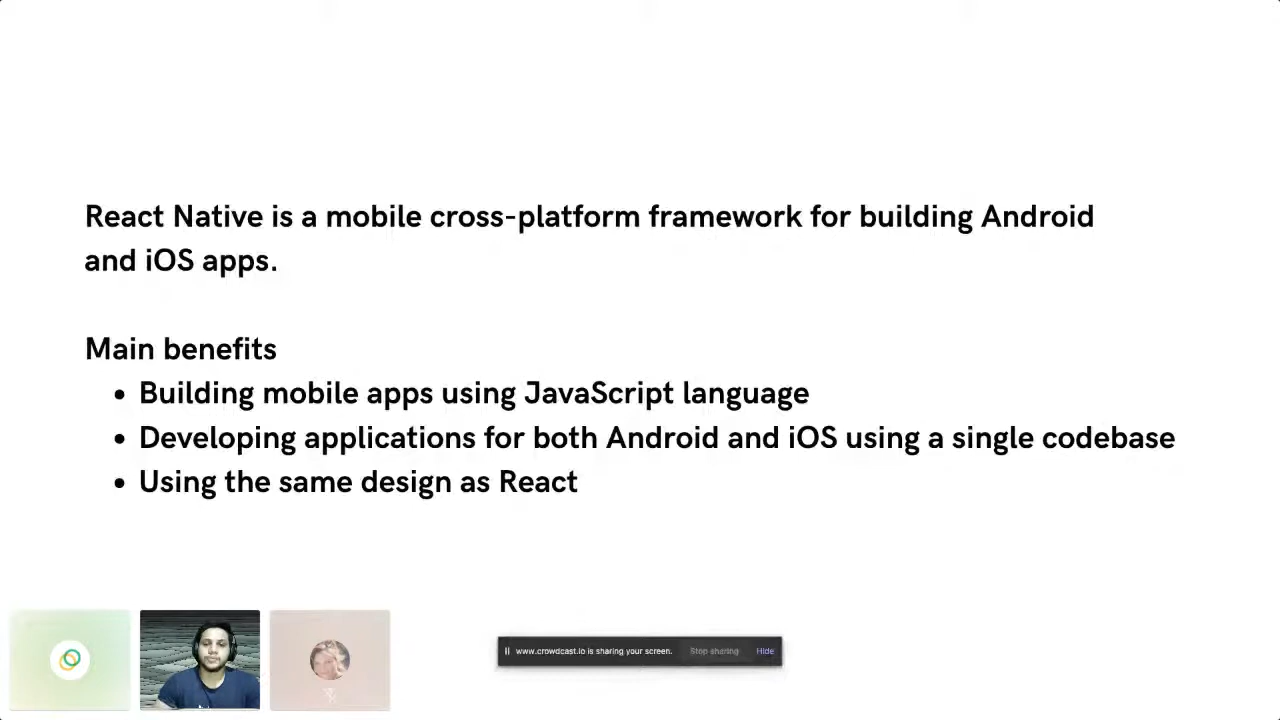 React Native is a mobile cross-platform framework for building Android
and iOS apps.
Main benefits
• Building mobile apps using JavaScript language
• Developing applications for both Android and iOS using a single codebase
• Using the same design as React
www.crowdcast.io is sharing your screen. Stop sharing Hide